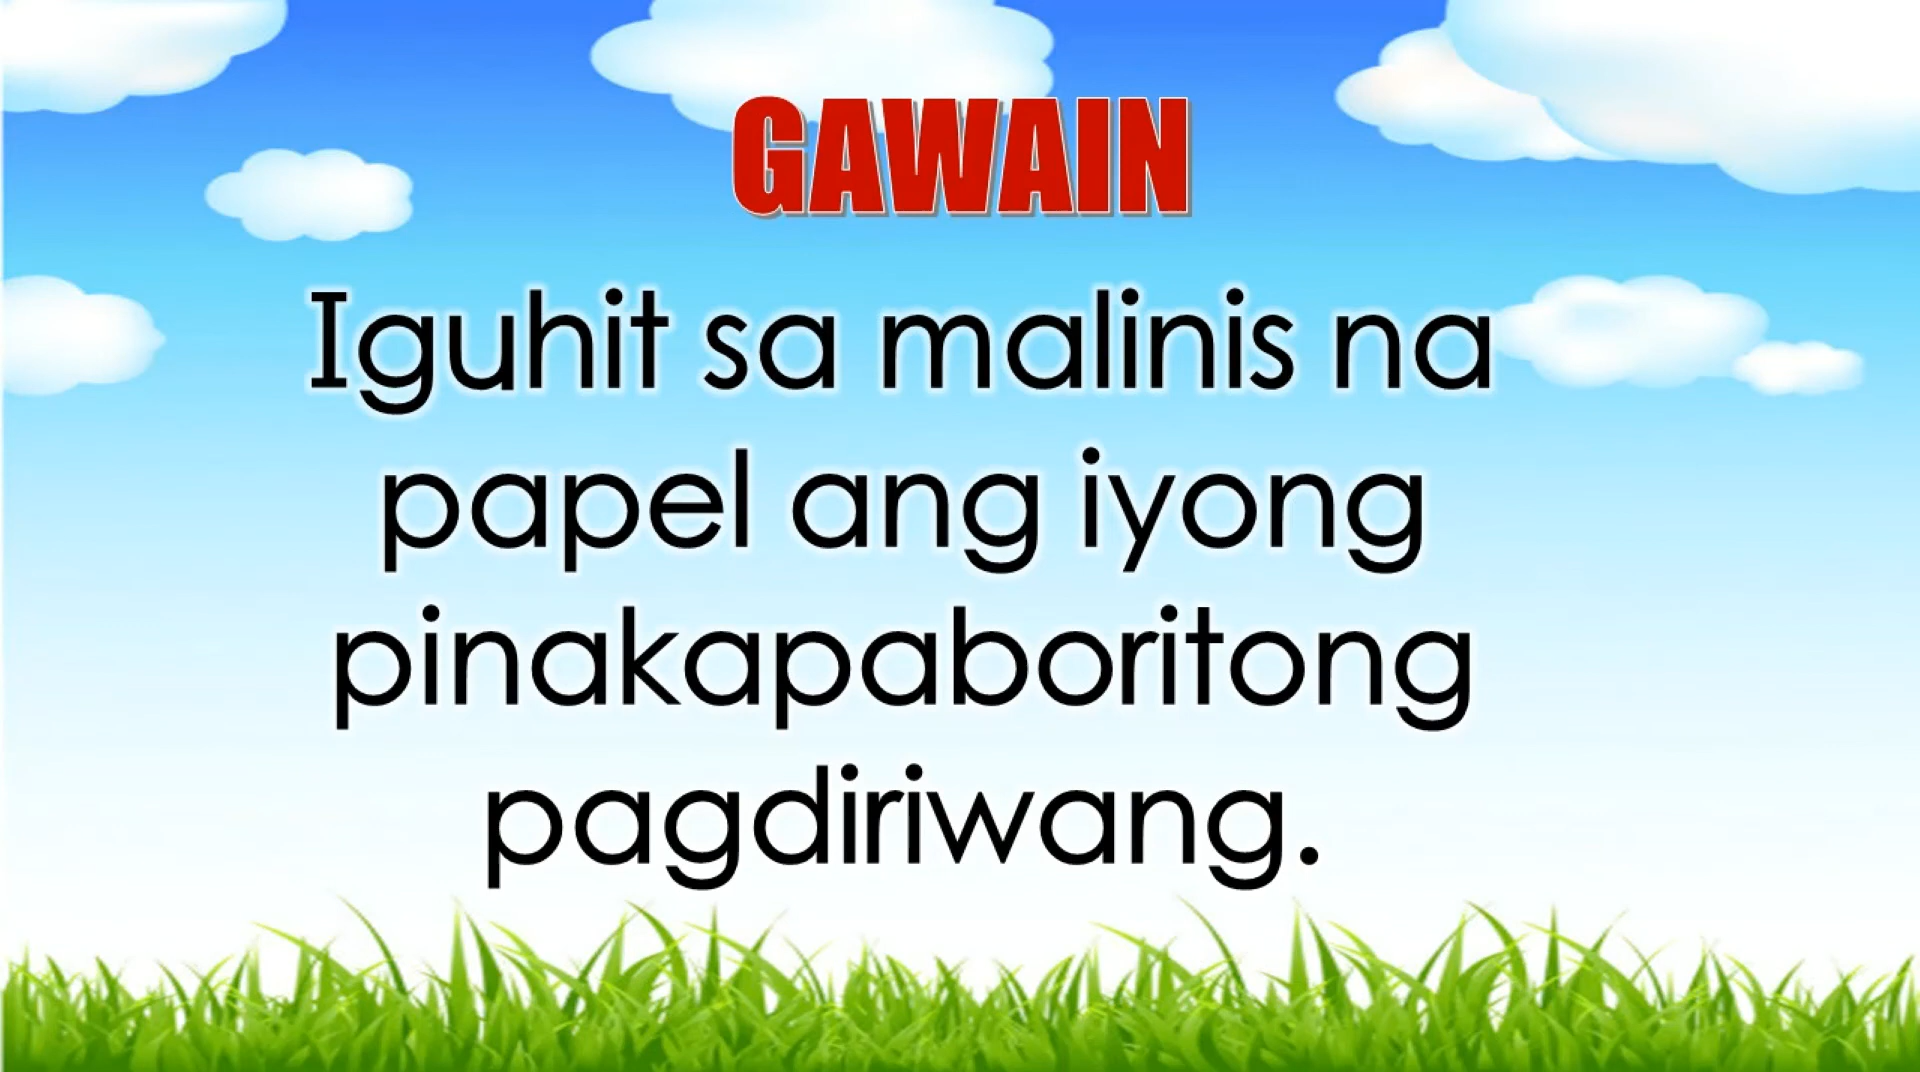 GAWAIN
Iguhit sa malinis na
papel ang iyong
pinakapaboritong
pagdiriwang.